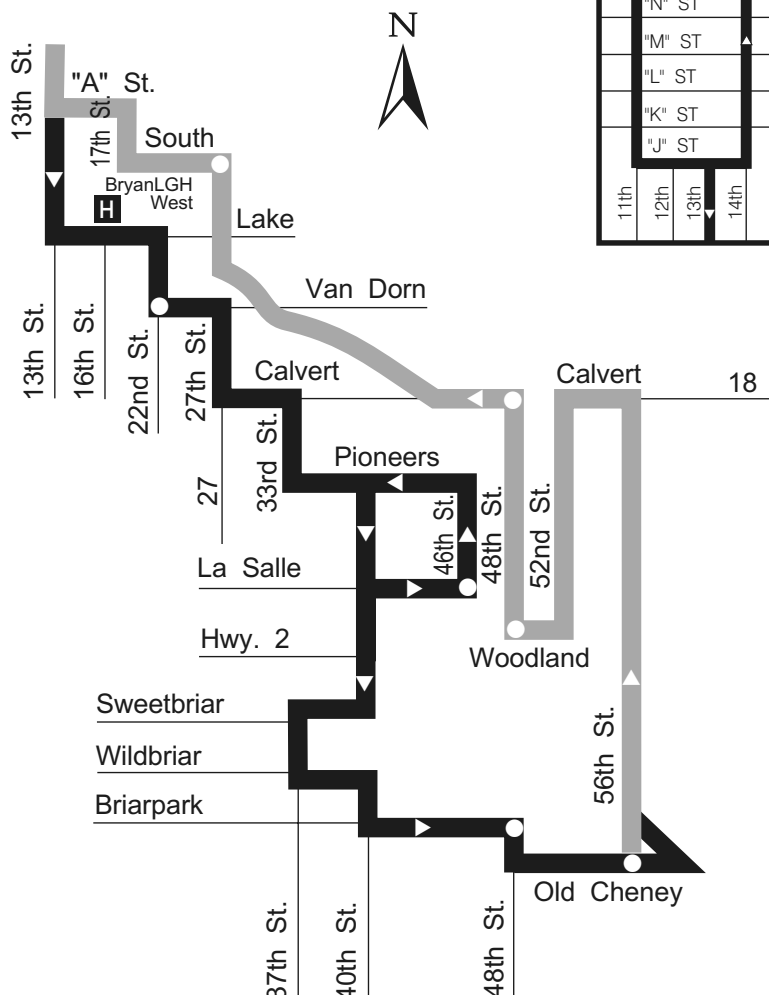 N
"N" ST
"M" ST
"L" ST
"K" ST
"J" ST
11th
12th
13th
14th
13th St.
"A" St.
17th St.
South
BryanLGH
West
H
Lake
Van Dorn
13th St.
16th St.
22nd St.
27th St.
Calvert
Calvert
18
27
33rd St.
Pioneers
46th St.
48th St.
52nd St.
La Salle
Hwy. 2
Woodland
Sweetbriar
Wildbriar
Briarpark
56th St.
Old Cheney
37th St.
40th St.
48th St.